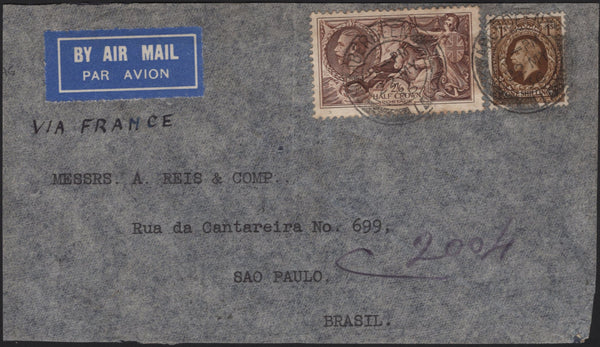 BY AIR MAIL
PAR AVION
VIA FRANCE
HALF CROWN
MESSRS. A. REIS & COMP..
Rua da Cantareira No. 699,
2004
SAO PAULO.
BRASIL.